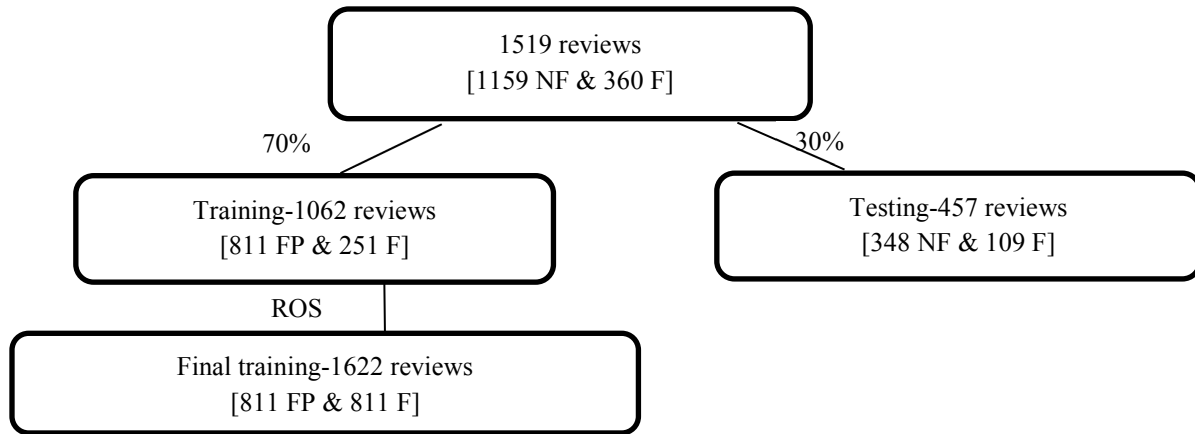 1519 reviews
[1159 NF & 360 F]
70%
30%
Training-1062 reviews
[811 FP & 251 F]
Testing-457 reviews
[348 NF & 109 F]
ROS
Final training-1622 reviews
[811 FP & 811 F]